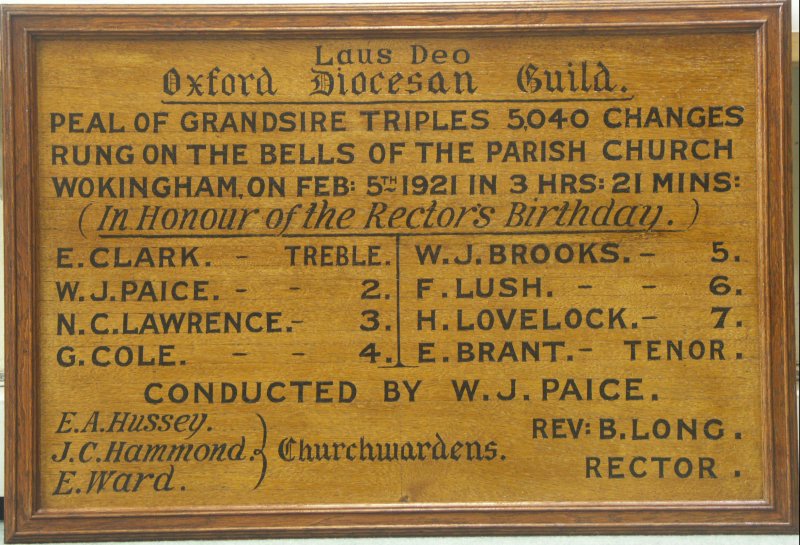 Laus Deo
Oxford Diocesan Guild.
PEAL OF GRANDSIRE TRIPLES 5,040 CHANGES
RUNG ON THE BELLS OF THE PARISH CHURCH
WOKINGHAM, ON FEB: 5TH 1921 IN 3 HRS: 21 MINS:
(In Honour of the Rector's Birthday.)
E. CLARK. - TREBLE.
W. J. PAICE. - - 2.
N. C. LAWRENCE. - 3.
G. COLE. - - 4.
W. J. BROOKS. - 5.
F. LUSH. - - 6.
H. LOVELOCK. - 7.
E. BRANT. - TENOR.
CONDUCTED BY W. J. PAICE.
E. A. Hussey.
J. C. Hammond.
E. Ward.
Churchwardens.
REV: B. LONG.
RECTOR.